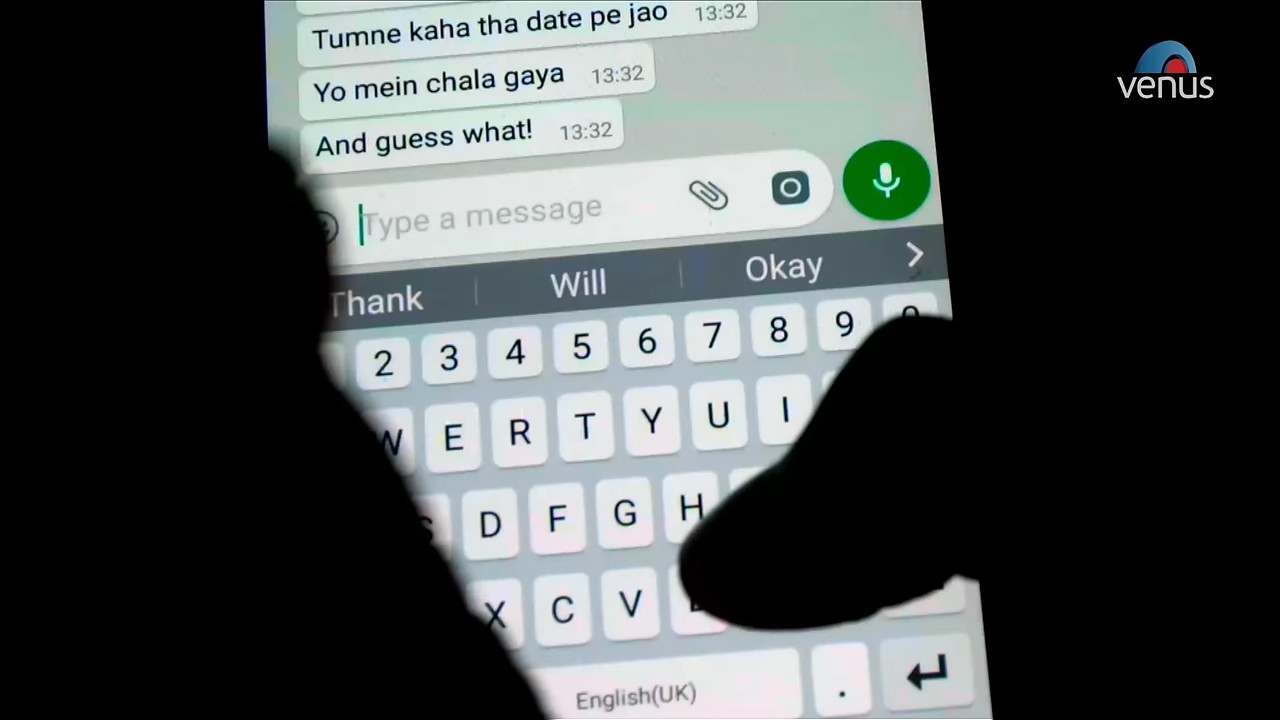 Tumne kaha tha date pe jao 13:32
venus
Yo mein chala gaya 13:32
And guess what! 13:32
Type a message
Thank Will Okay
2 3 4 5 6 7 8 9
W E R T Y U I
S D F G H
X C V
English(UK) .